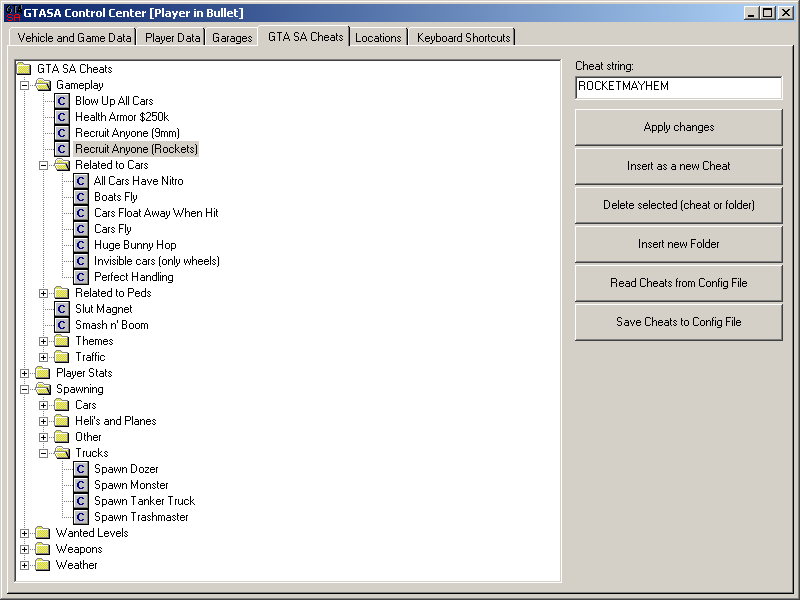 GTASA Control Center [Player in Bullet]
Vehicle and Game Data
Player Data
Garages
GTA SA Cheats
Locations
Keyboard Shortcuts
GTA SA Cheats
Gameplay
C Blow Up All Cars
C Health Armor $250k
C Recruit Anyone (9mm)
C Recruit Anyone (Rockets)
Related to Cars
C All Cars Have Nitro
C Boats Fly
C Cars Float Away When Hit
C Cars Fly
C Huge Bunny Hop
C Invisible cars (only wheels)
C Perfect Handling
Related to Peds
C Slut Magnet
C Smash n' Boom
Themes
Traffic
Player Stats
Spawning
Cars
Heli's and Planes
Other
Trucks
C Spawn Dozer
C Spawn Monster
C Spawn Tanker Truck
C Spawn Trashmaster
Wanted Levels
Weapons
Weather
Cheat string:
ROCKETMAYHEM
Apply changes
Insert as a new Cheat
Delete selected (cheat or folder)
Insert new Folder
Read Cheats from Config File
Save Cheats to Config File